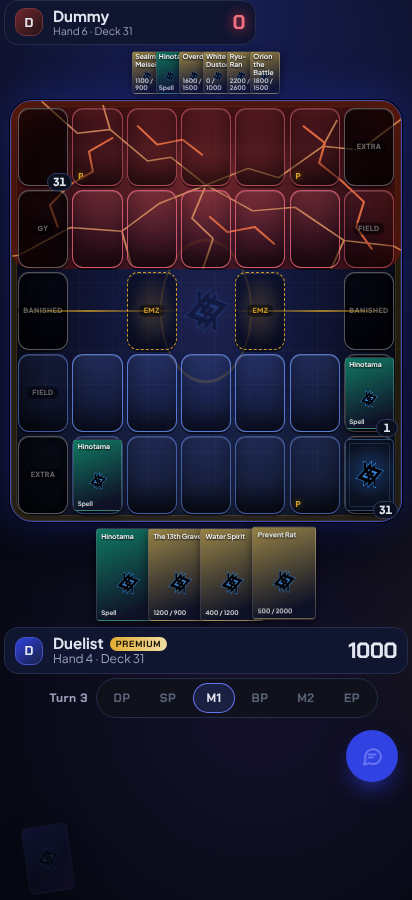 D
Dummy
Hand 6 · Deck 31
0
Sealm
Meisei
1100 /
900
Hinota
Spell
Overd
1600 /
1500
White
Dustor
0 /
1000
Ryu-
Ran
2200 /
2600
Orion
the
Battle
1800 /
1500
31
P
P
EXTRA
GY
FIELD
BANISHED
EMZ
EMZ
BANISHED
FIELD
Hinotama
1
EXTRA
Hinotama
Spell
P
31
Hinotama
Spell
The 13th Grave
1200 / 900
Water Spirit
400 / 1200
Prevent Rat
500 / 2000
D
Duelist PREMIUM
Hand 4 · Deck 31
1000
Turn 3 DP SP M1 BP M2 EP